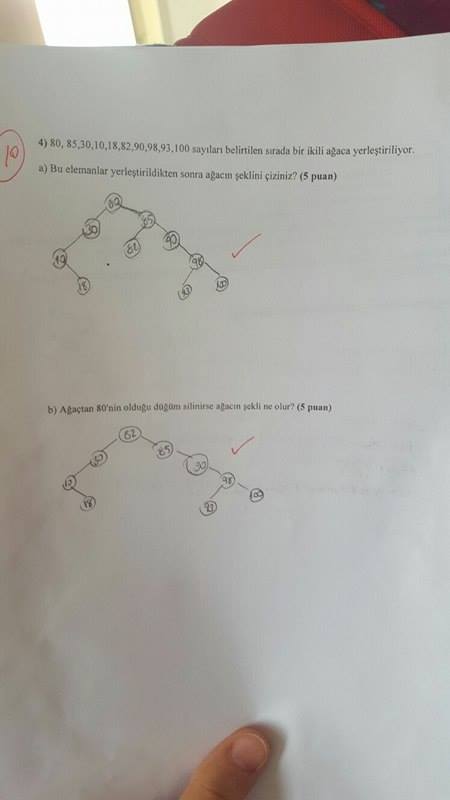 10
4) 80, 85,30,10,18,82,90,98,93,100 sayıları belirtilen sırada bir ikili ağaca yerleştiriliyor.
a) Bu elemanlar yerleştirildikten sonra ağacın şeklini çiziniz? (5 puan)
80
30 85
10 82 90
98
18 93 100
b) Ağaçtan 80'nin olduğu düğüm silinirse ağacın şekli ne olur? (5 puan)
82
30 85
90
10 98
18 93 100